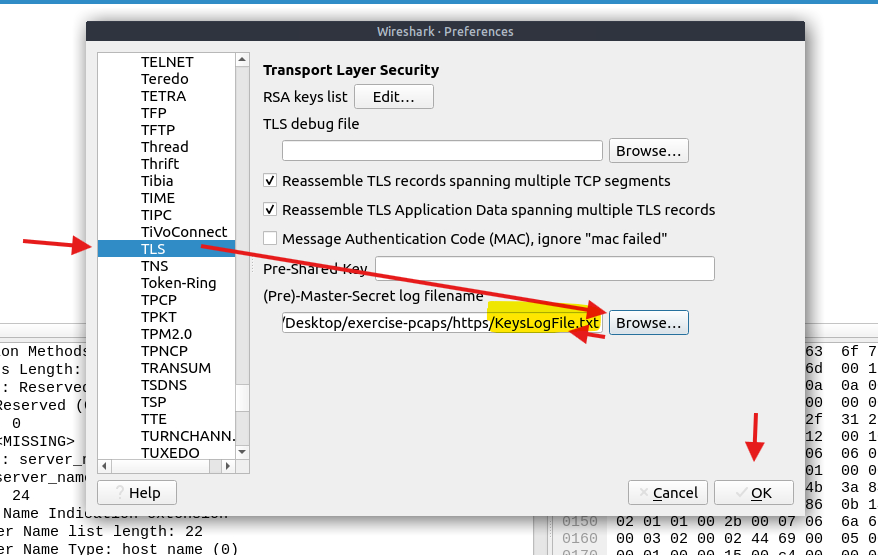 Wireshark · Preferences
TELNET
Teredo
TETRA
TFP
TFTP
Thread
Thrift
Tibia
TIME
TIPC
TiVoConnect
TLS
TNS
Token-Ring
TPCP
TPKT
TPM2.0
TPNCP
TRANSUM
TSDNS
TSP
TTE
TURNCHANN.
TUXEDO
Transport Layer Security
RSA keys list Edit…
TLS debug file
Browse…
Reassemble TLS records spanning multiple TCP segments
Reassemble TLS Application Data spanning multiple TLS records
Message Authentication Code (MAC), ignore "mac failed"
Pre-Shared Key
(Pre)-Master-Secret log filename
/Desktop/exercise-pcaps/https/KeysLogFile.txt Browse…
Help
Cancel
OK
on Methods
s Length:
: Reserved
Reserved (
0
<MISSING>
: server_n
server_name
24
Name Indication extension
er Name list length: 22
er Name Type: host_name (0)
63 6f 7
6d 00 1
0a 0a 0
00 00 0
2f 31 2
12 00 1
06 06 0
01 00 0
4b 3a 8
86 0b 1
0150 02 01 01 00 2b 00 07 06 6a 6
0160 00 03 02 00 02 44 69 00 05 0
0170 00 01 00 00 15 00 c4 00 00 0